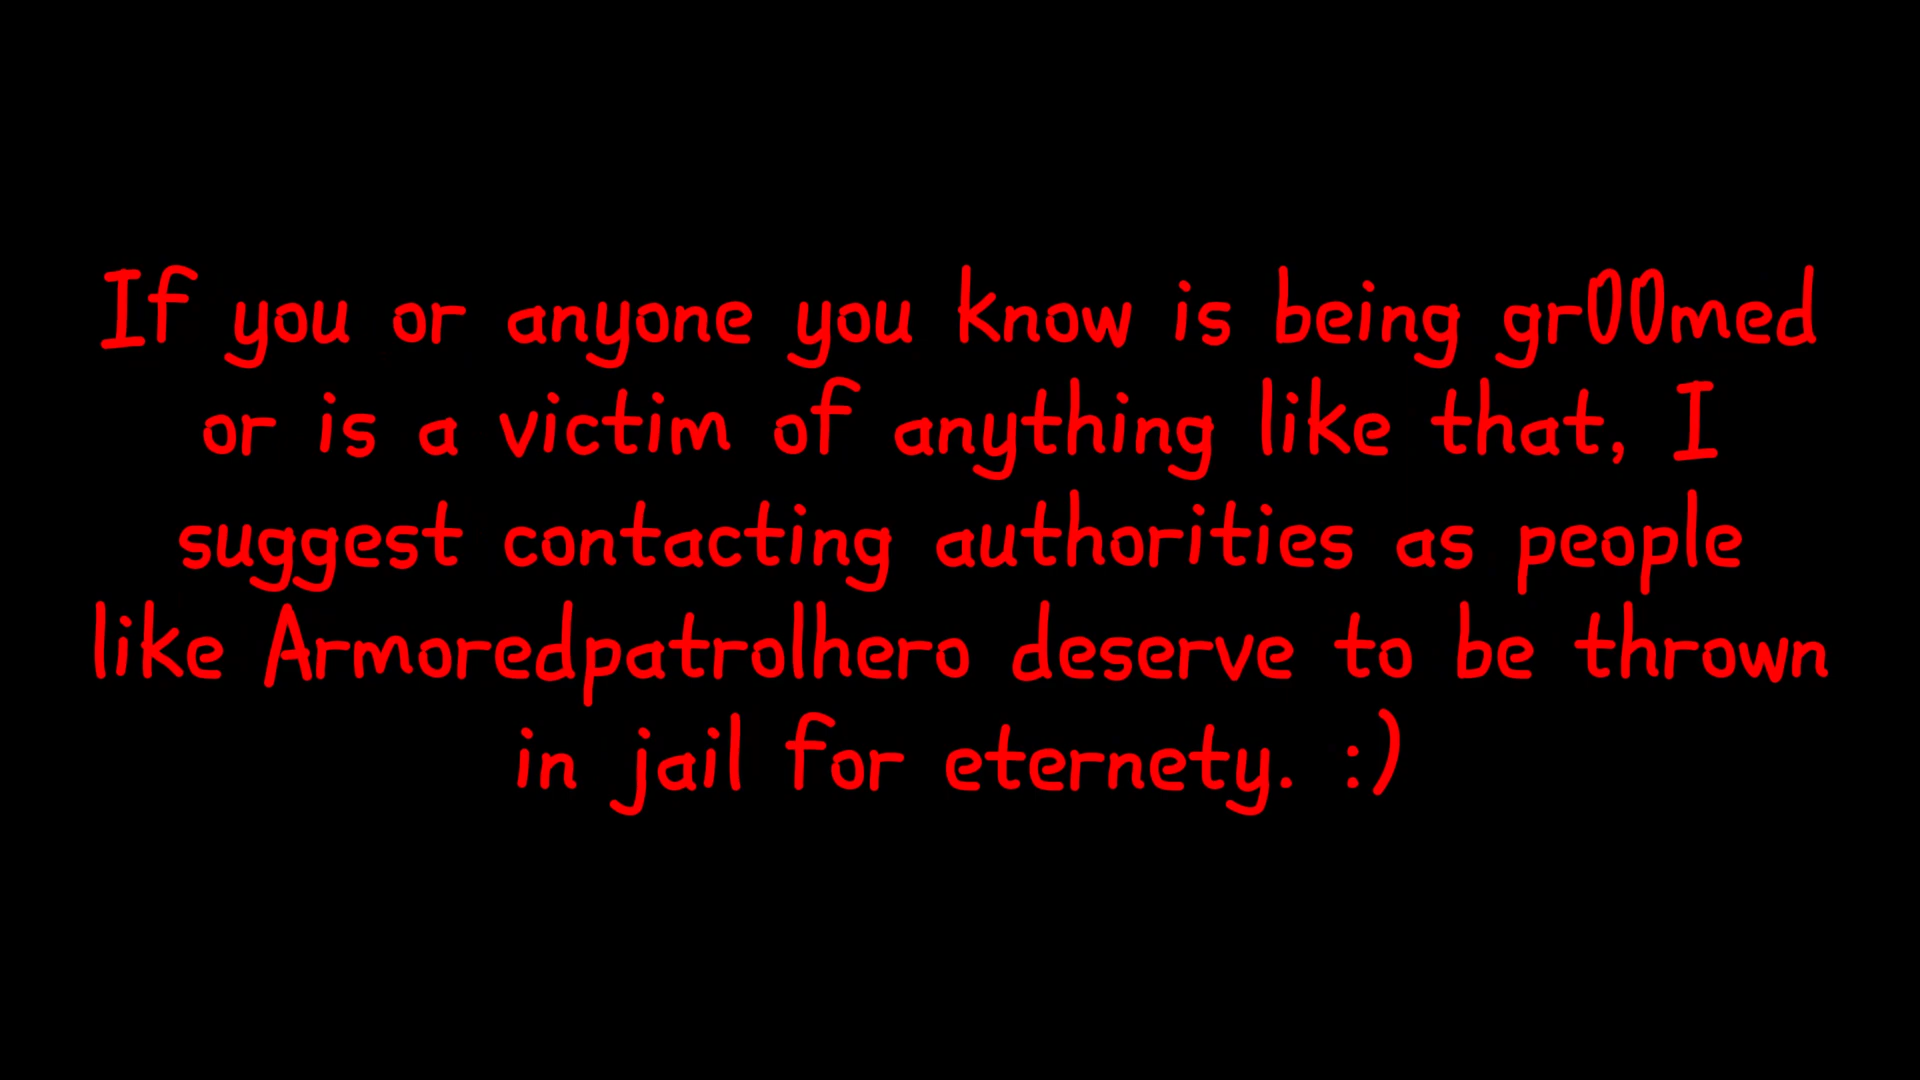 If you or anyone you know is being gr00med
or is a victim of anything like that, I
suggest contacting authorities as people
like Armoredpatrolhero deserve to be thrown
in jail for eternety. :)